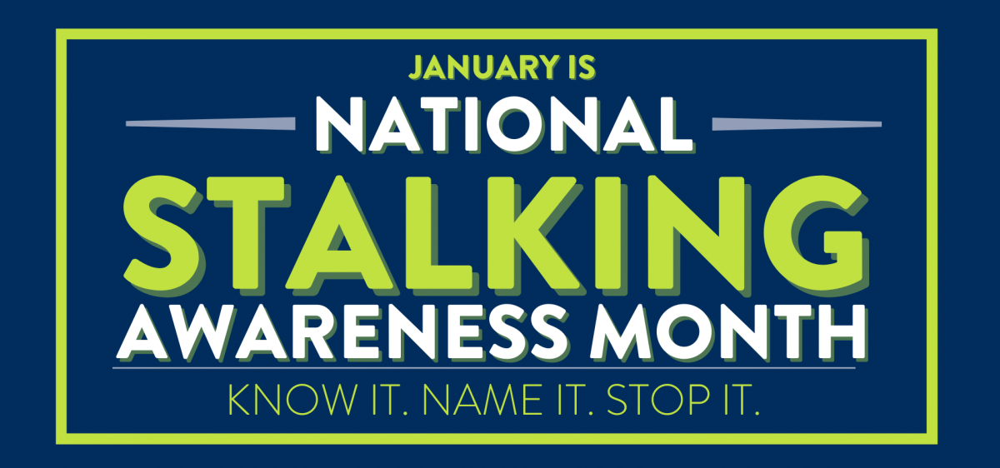 JANUARY IS
NATIONAL
STALKING
AWARENESS MONTH
KNOW IT. NAME IT. STOP IT.